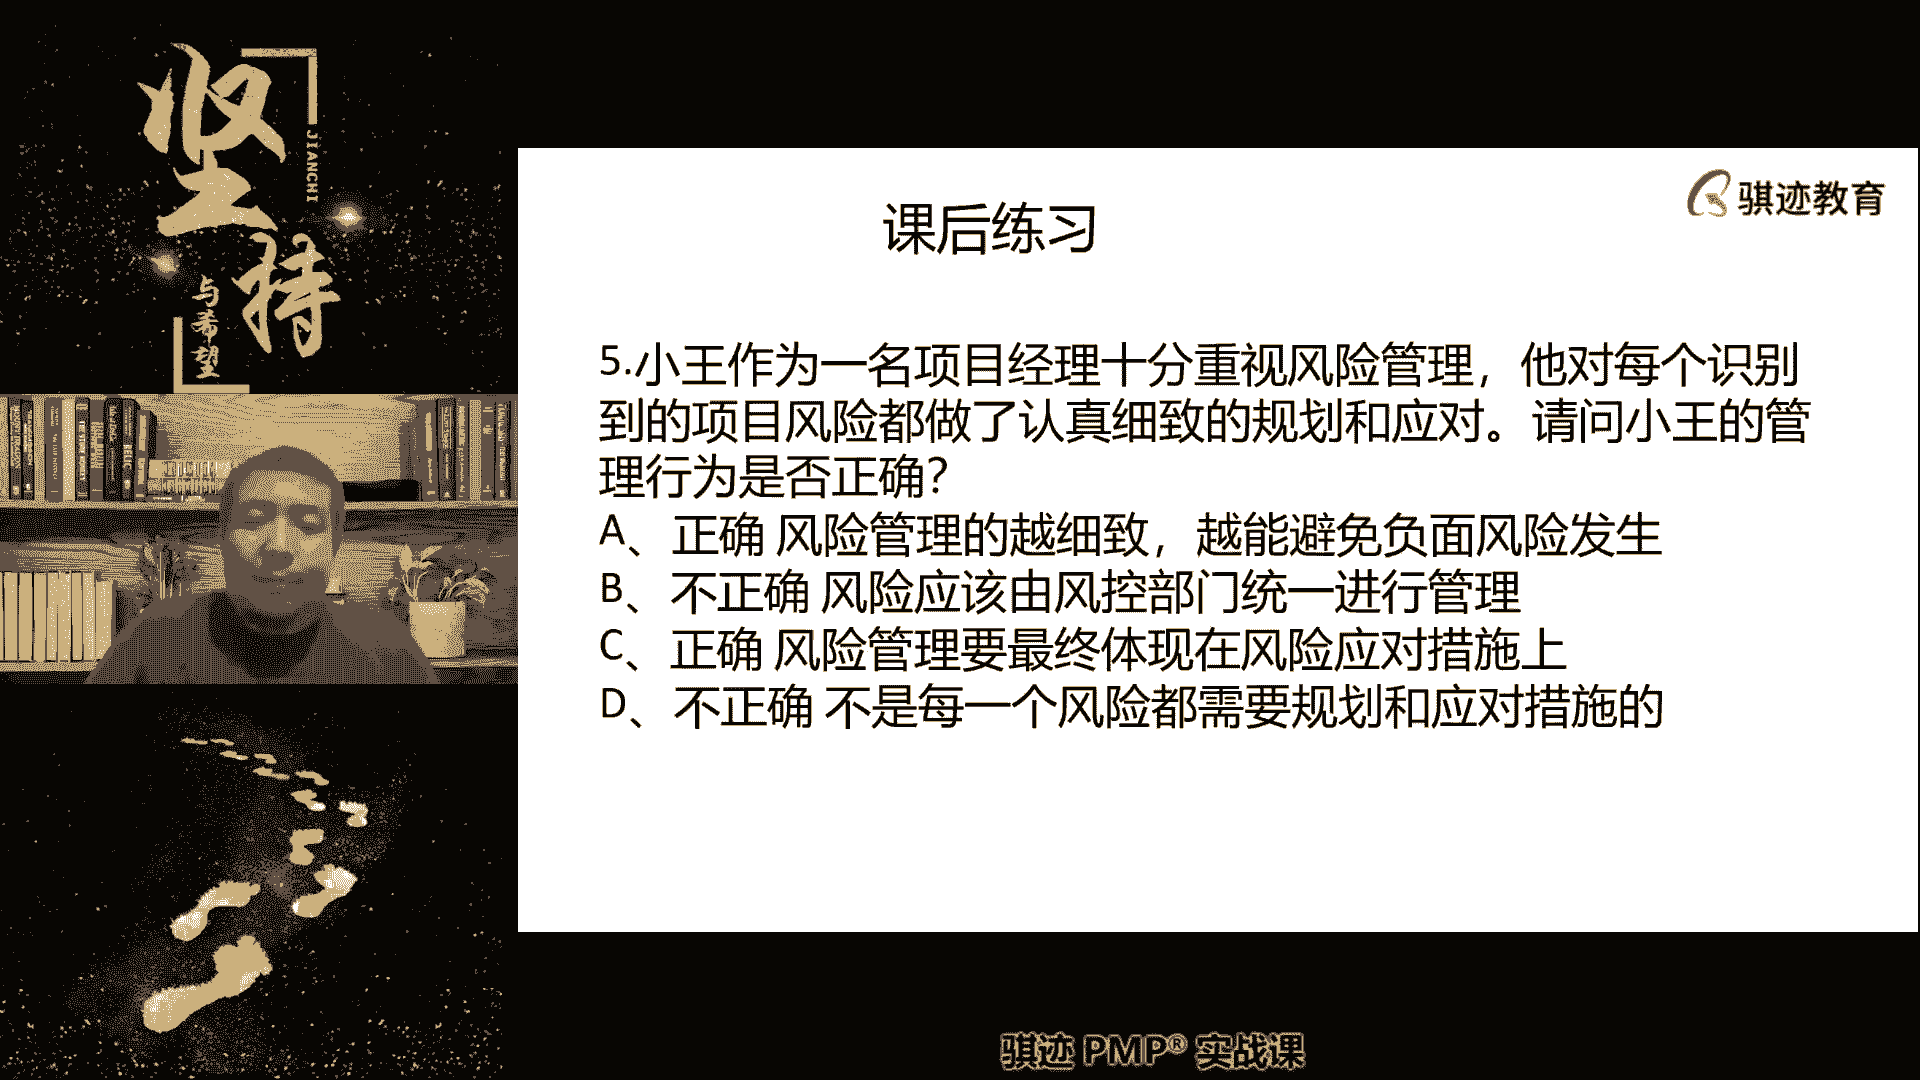 坚持
JIANCHI
与希望
骐迹教育
课后练习
5.小王作为一名项目经理十分重视风险管理，他对每个识别
到的项目风险都做了认真细致的规划和应对。请问小王的管
理行为是否正确？
A、正确 风险管理的越细致，越能避免负面风险发生
B、不正确 风险应该由风控部门统一进行管理
C、正确 风险管理要最终体现在风险应对措施上
D、不正确 不是每一个风险都需要规划和应对措施的
骐迹 PMP® 实战课